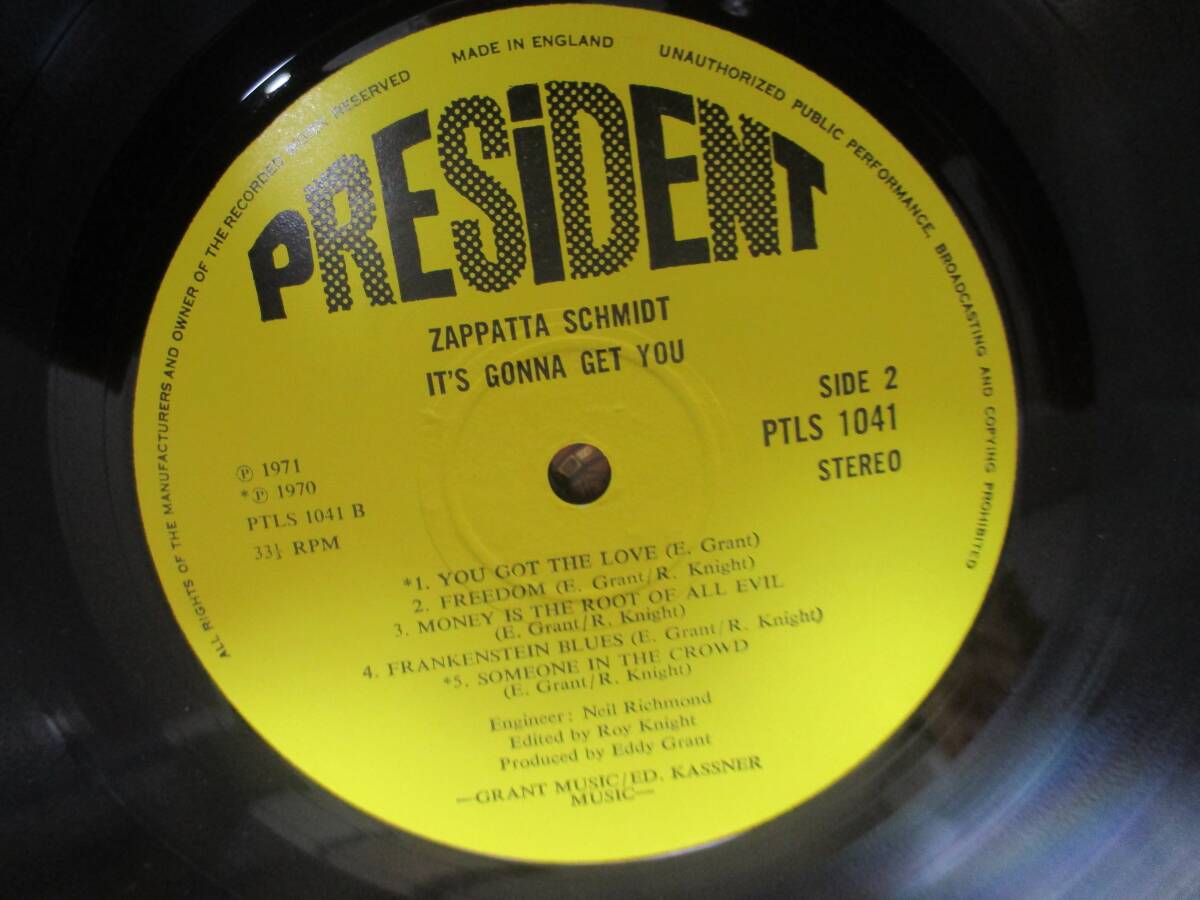 ALL RIGHTS OF THE MANUFACTURERS AND OWNER OF THE RECORDED WORK RESERVED
MADE IN ENGLAND
UNAUTHORIZED PUBLIC PERFORMANCE, BROADCASTING AND COPYING PROHIBITED
PRESiDENT
ZAPPATTA SCHMIDT
IT'S GONNA GET YOU
SIDE 2
PTLS 1041
STEREO
℗ 1971
*℗ 1970
PTLS 1041 B
33⅓ RPM
*1. YOU GOT THE LOVE (E. Grant)
2. FREEDOM (E. Grant/R. Knight)
3. MONEY IS THE ROOT OF ALL EVIL
(E. Grant/R. Knight)
4. FRANKENSTEIN BLUES (E. Grant/R. Knight)
*5. SOMEONE IN THE CROWD
(E. Grant/R. Knight)
Engineer: Neil Richmond
Edited by Roy Knight
Produced by Eddy Grant
—GRANT MUSIC/ED. KASSNER
MUSIC—